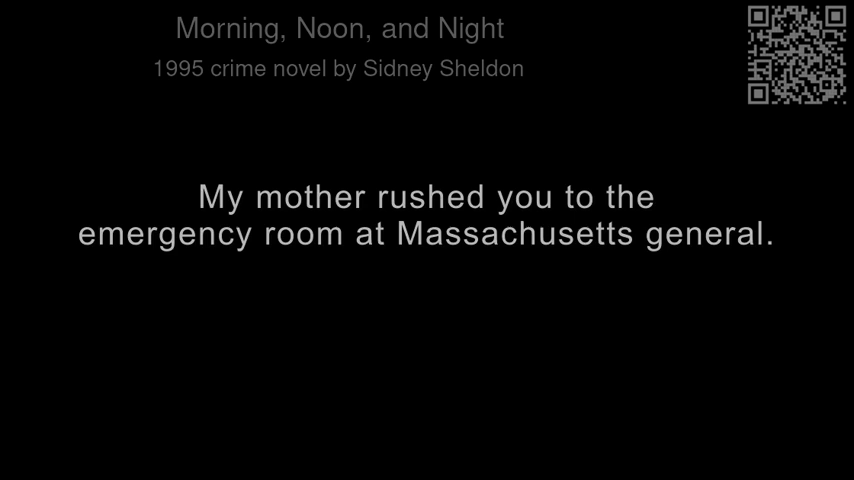 Morning, Noon, and Night
1995 crime novel by Sidney Sheldon
My mother rushed you to the
emergency room at Massachusetts general.